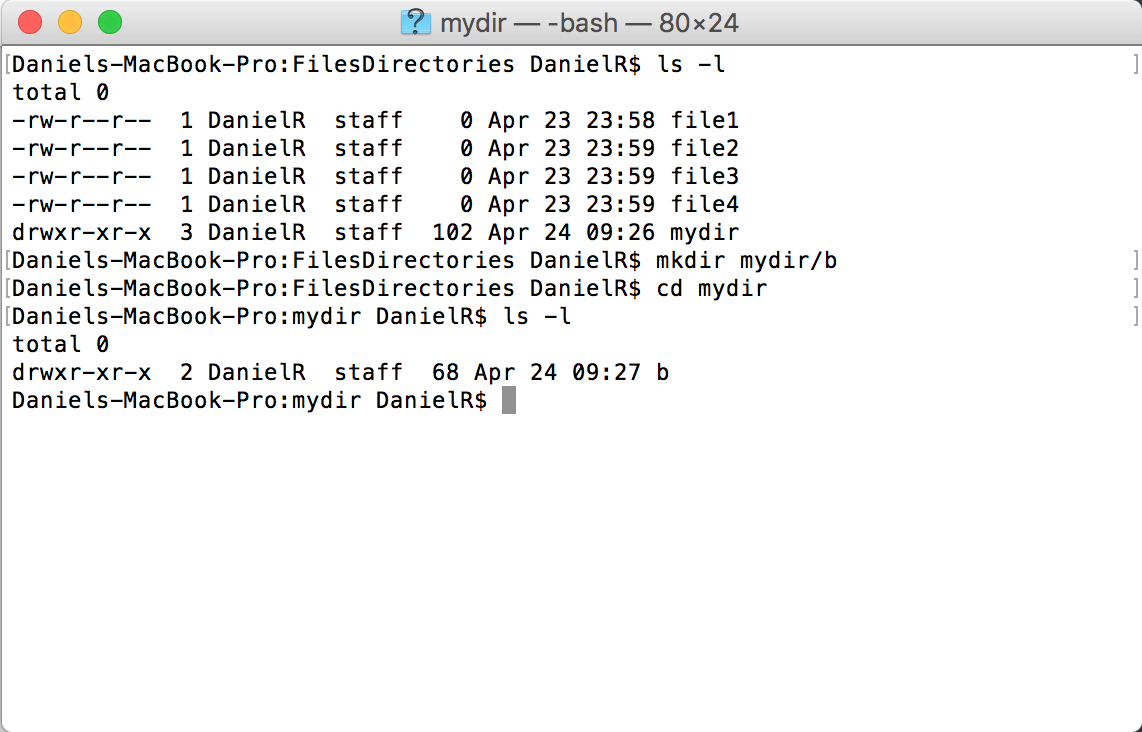 mydir — -bash — 80×24
[Daniels-MacBook-Pro:FilesDirectories DanielR$ ls -l ]
total 0
-rw-r--r--  1 DanielR  staff    0 Apr 23 23:58 file1
-rw-r--r--  1 DanielR  staff    0 Apr 23 23:59 file2
-rw-r--r--  1 DanielR  staff    0 Apr 23 23:59 file3
-rw-r--r--  1 DanielR  staff    0 Apr 23 23:59 file4
drwxr-xr-x  3 DanielR  staff  102 Apr 24 09:26 mydir
[Daniels-MacBook-Pro:FilesDirectories DanielR$ mkdir mydir/b ]
[Daniels-MacBook-Pro:FilesDirectories DanielR$ cd mydir ]
[Daniels-MacBook-Pro:mydir DanielR$ ls -l ]
total 0
drwxr-xr-x  2 DanielR  staff  68 Apr 24 09:27 b
Daniels-MacBook-Pro:mydir DanielR$